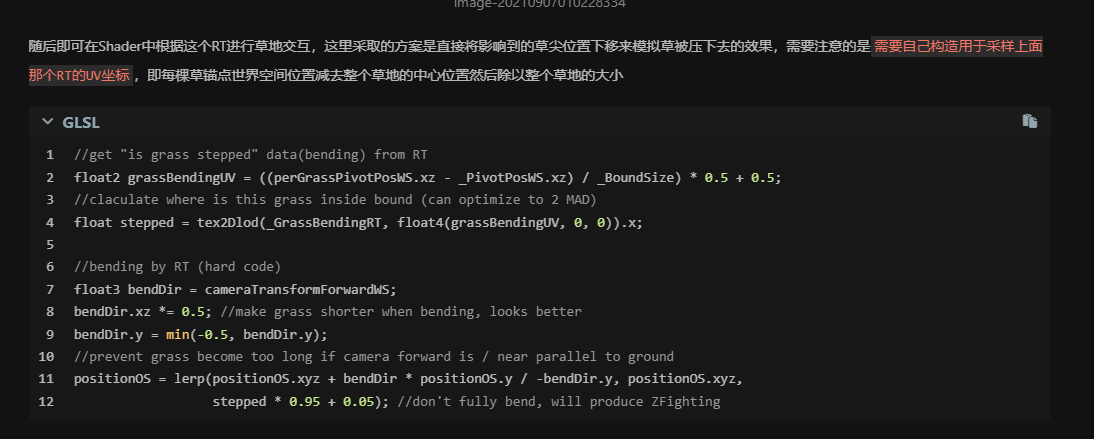 image-20210907010228334
随后即可在Shader中根据这个RT进行草地交互，这里采取的方案是直接将影响到的草尖位置下移来模拟草被压下去的效果，需要注意的是 需要自己构造用于采样上面
那个RT的UV坐标 ，即每棵草锚点世界空间位置减去整个草地的中心位置然后除以整个草地的大小
GLSL
1 //get "is grass stepped" data(bending) from RT
2 float2 grassBendingUV = ((perGrassPivotPosWS.xz - _PivotPosWS.xz) / _BoundSize) * 0.5 + 0.5;
3 //claculate where is this grass inside bound (can optimize to 2 MAD)
4 float stepped = tex2Dlod(_GrassBendingRT, float4(grassBendingUV, 0, 0)).x;
5
6 //bending by RT (hard code)
7 float3 bendDir = cameraTransformForwardWS;
8 bendDir.xz *= 0.5; //make grass shorter when bending, looks better
9 bendDir.y = min(-0.5, bendDir.y);
10 //prevent grass become too long if camera forward is / near parallel to ground
11 positionOS = lerp(positionOS.xyz + bendDir * positionOS.y / -bendDir.y, positionOS.xyz,
12 stepped * 0.95 + 0.05); //don't fully bend, will produce ZFighting